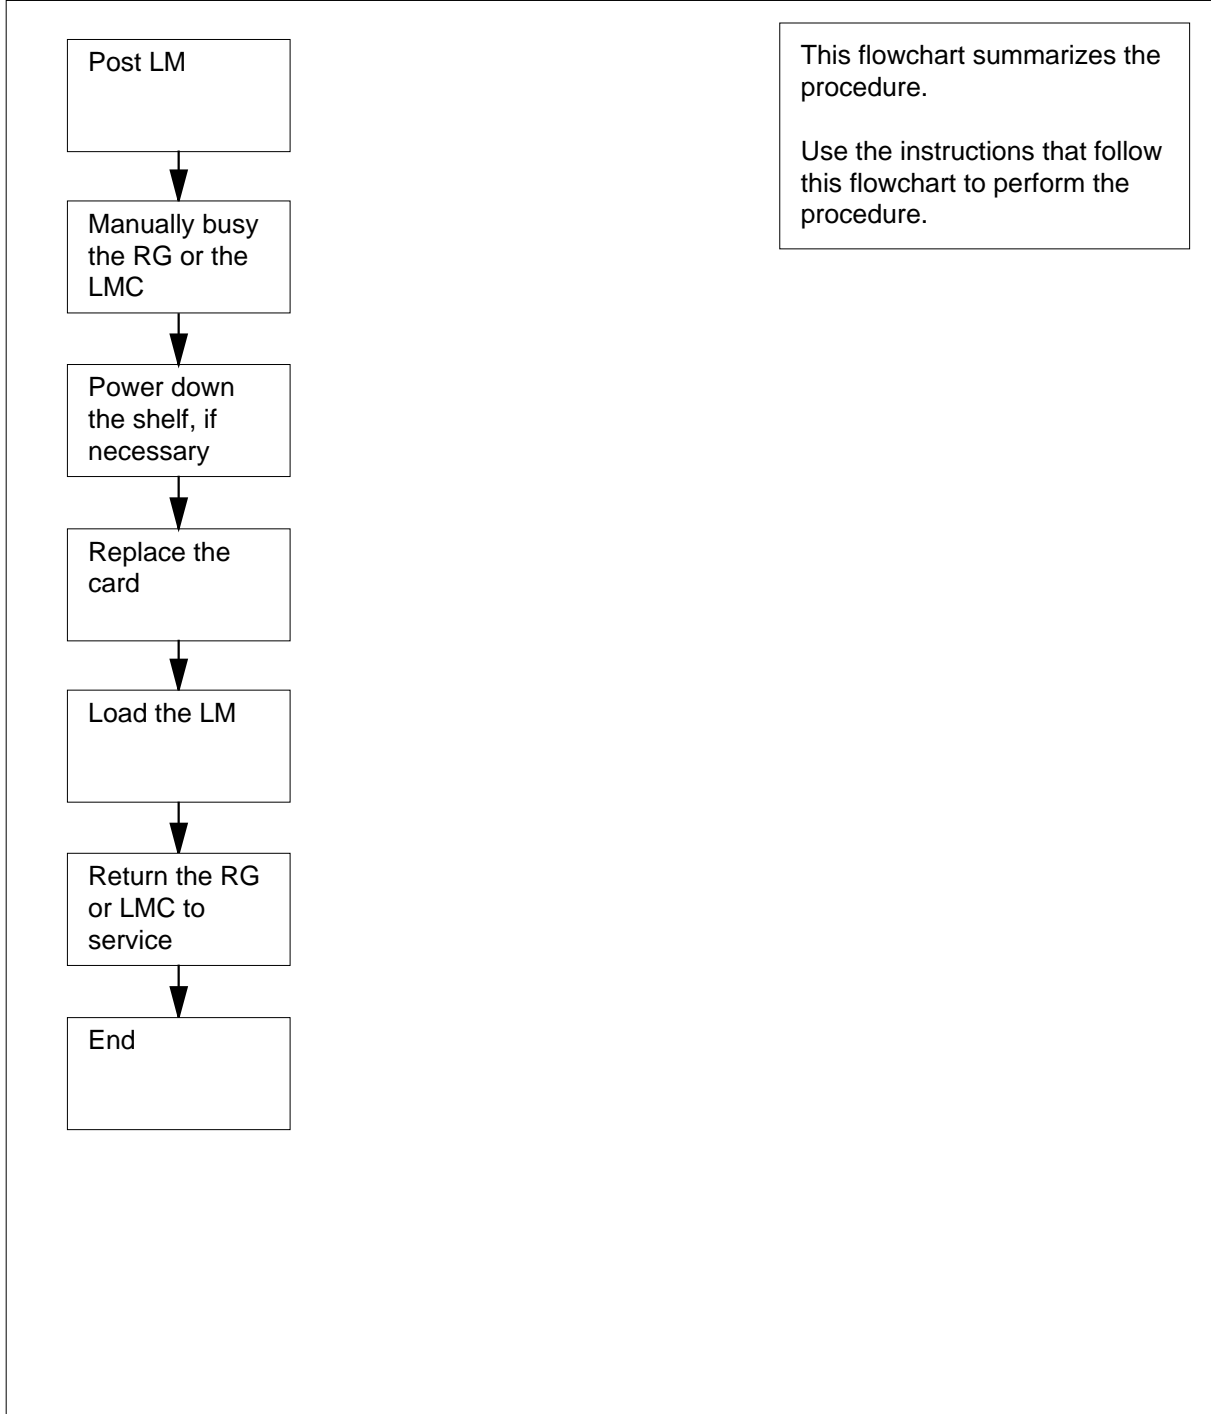 Post LM
Manually busy
the RG or the
LMC
Power down
the shelf, if
necessary
Replace the
card
Load the LM
Return the RG
or LMC to
service
End
This flowchart summarizes the
procedure.
Use the instructions that follow
this flowchart to perform the
procedure.